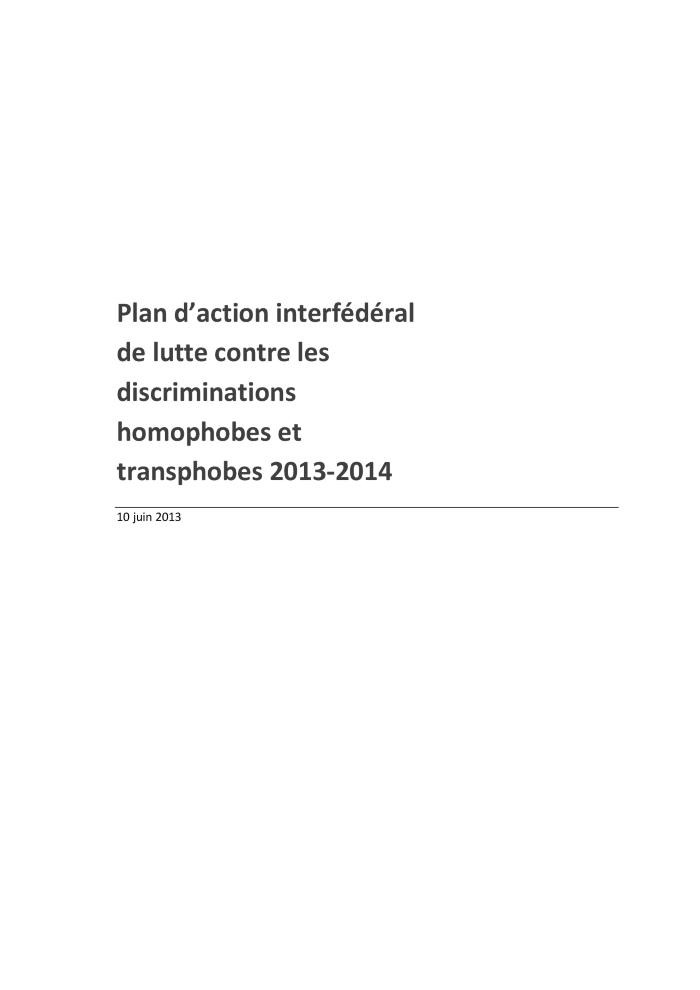 Plan d’action interfédéral
de lutte contre les
discriminations
homophobes et
transphobes 2013-2014
10 juin 2013